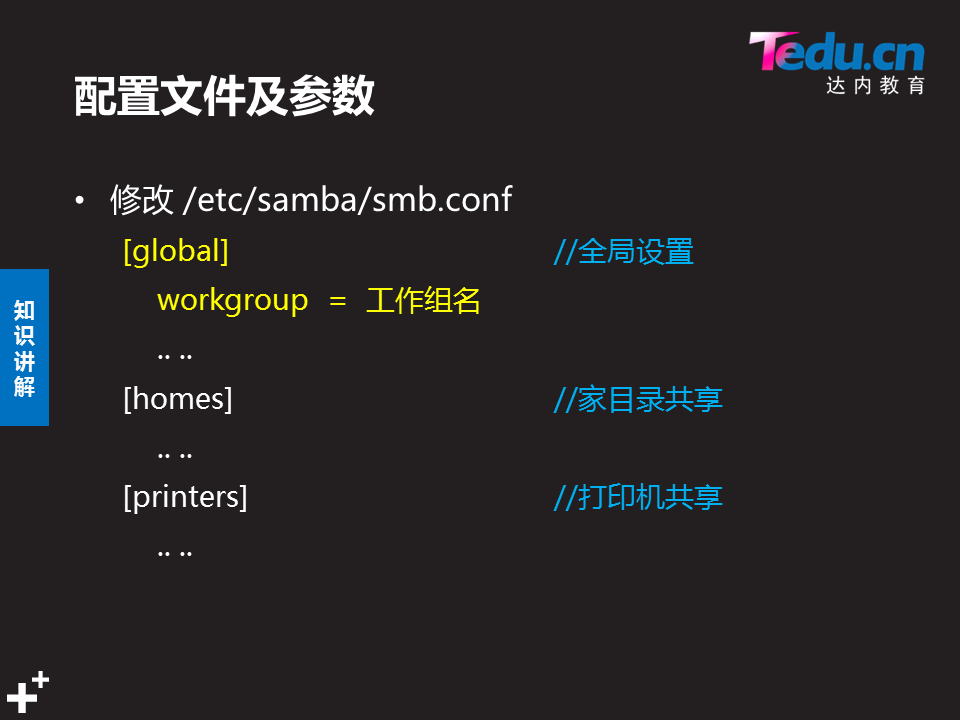 Tedu.cn
达内教育
配置文件及参数
• 修改 /etc/samba/smb.conf
[global] //全局设置
workgroup = 工作组名
.. ..
[homes] //家目录共享
.. ..
[printers] //打印机共享
.. ..
知识讲解